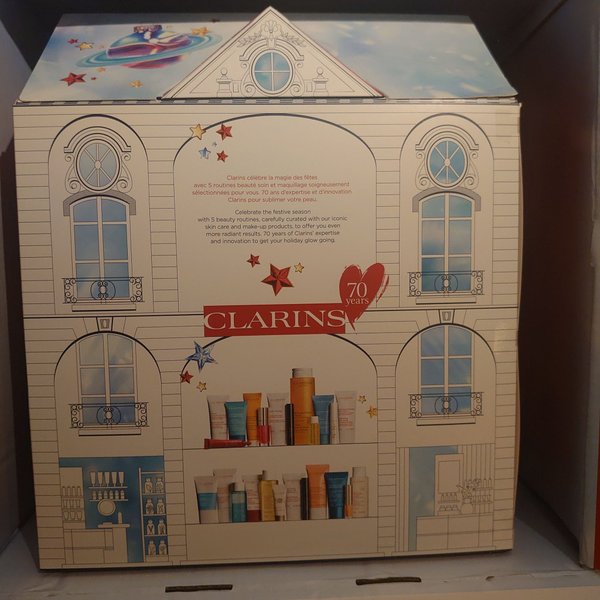 Clarins célèbre la magie des fêtes
avec 5 routines beauté soin et maquillage soigneusement
sélectionnées pour vous. 70 ans d'expertise et d'innovation
Clarins pour sublimer votre peau.
Celebrate the festive season
with 5 beauty routines, carefully curated with our iconic
skin care and make-up products, to offer you even
more radiant results. 70 years of Clarins' expertise
and innovation to get your holiday glow going.
70
years
CLARINS